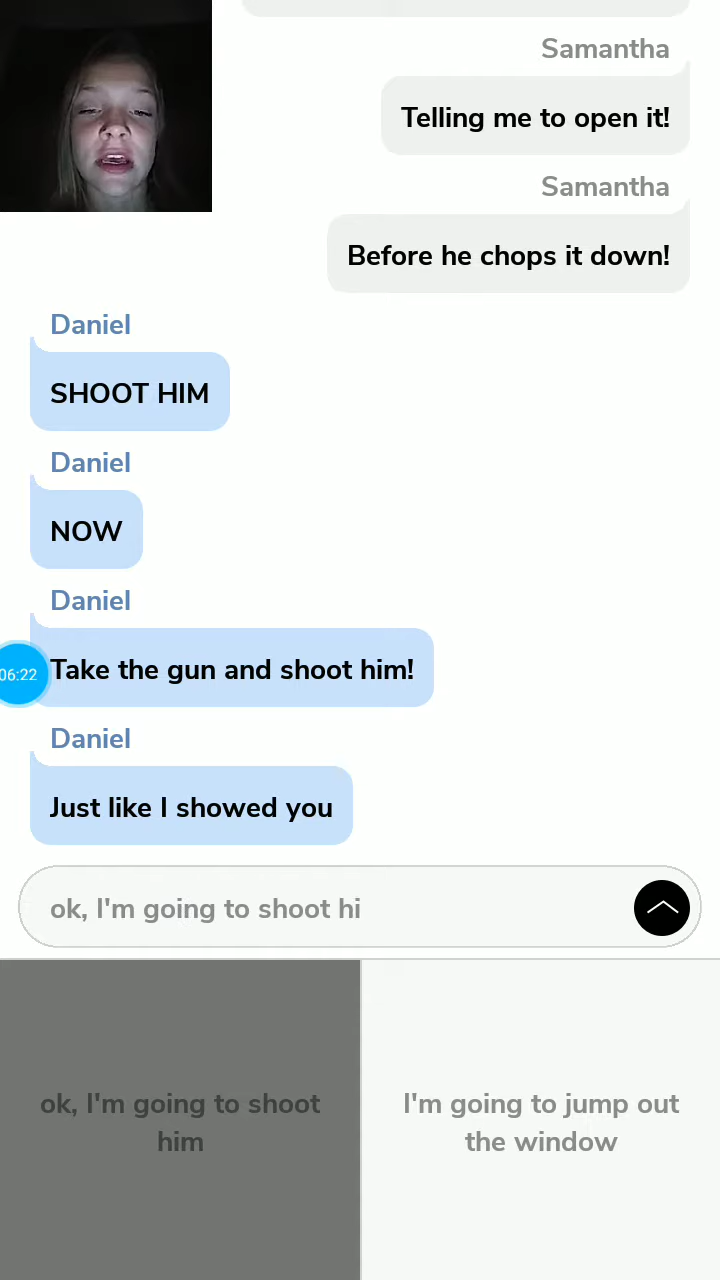 Samantha
Telling me to open it!
Samantha
Before he chops it down!
Daniel
SHOOT HIM
Daniel
NOW
Daniel
06:22
Take the gun and shoot him!
Daniel
Just like I showed you
ok, I'm going to shoot hi
ok, I'm going to shoot
him
I'm going to jump out
the window